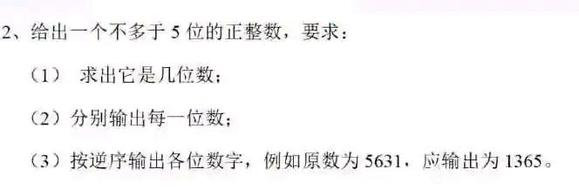 2、给出一个不多于 5 位的正整数，要求：
（1） 求出它是几位数；
（2）分别输出每一位数；
（3）按逆序输出各位数字，例如原数为 5631，应输出为 1365。